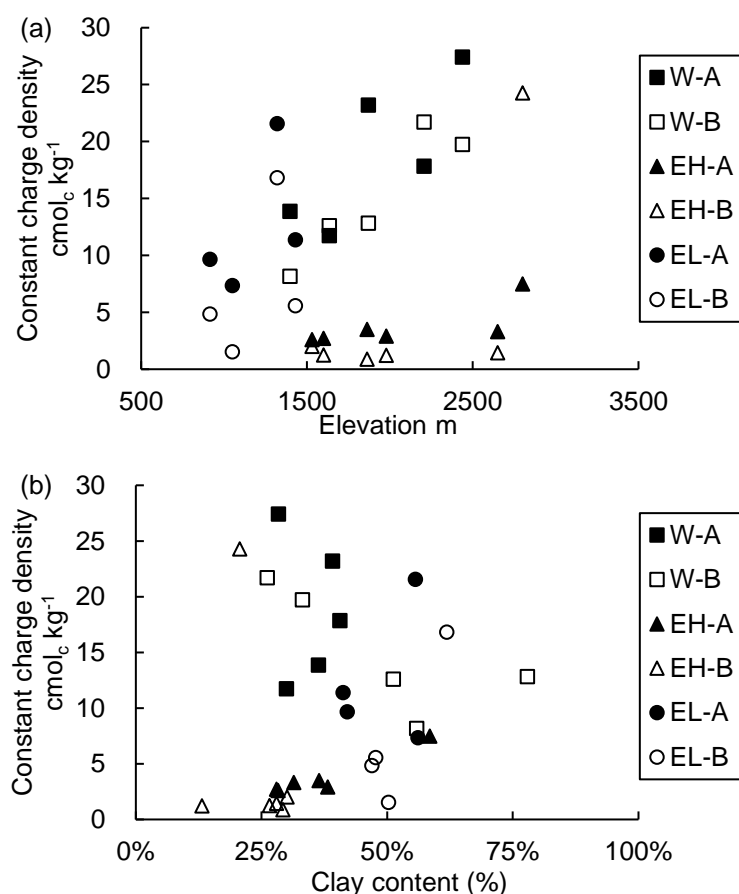 (a)
Constant charge density
cmol_c kg⁻¹
30
25
20
15
10
5
0
500
1500
2500
3500
Elevation m
W-A
W-B
EH-A
EH-B
EL-A
EL-B
(b)
Constant charge density
cmol_c kg⁻¹
30
25
20
15
10
5
0
0%
25%
50%
75%
100%
Clay content (%)
W-A
W-B
EH-A
EH-B
EL-A
EL-B